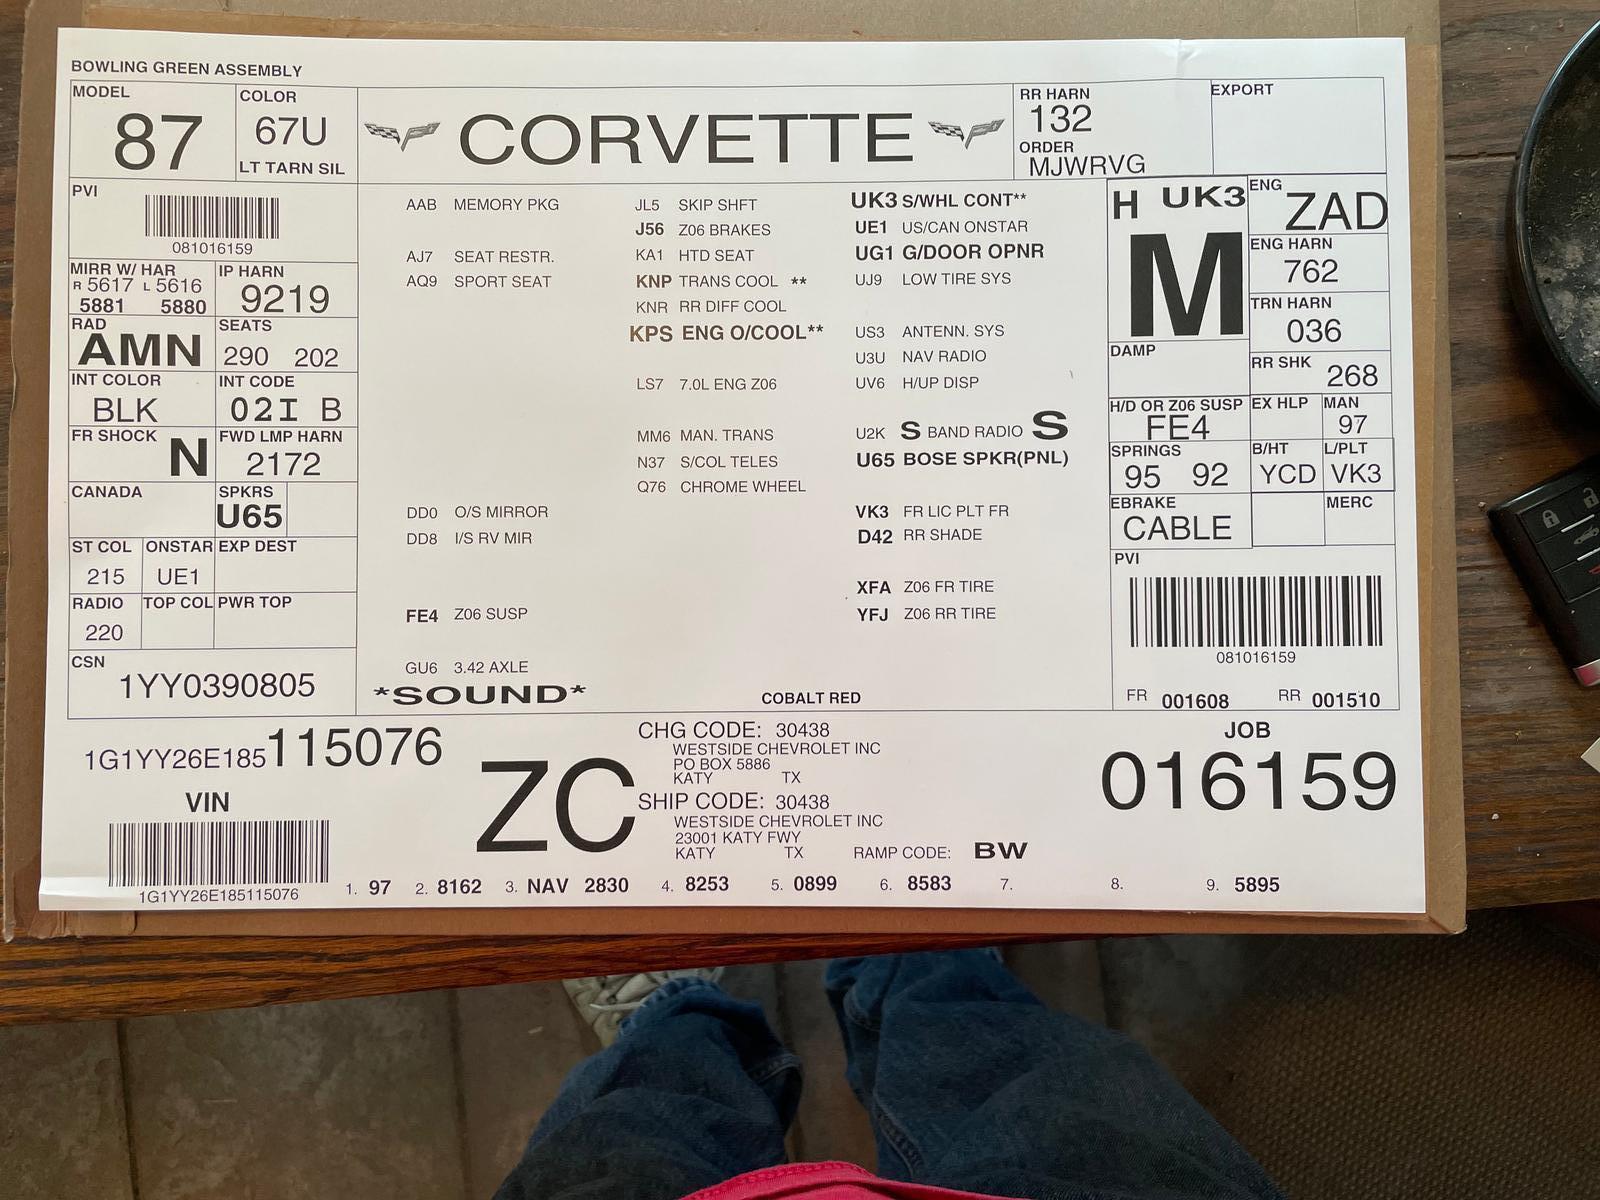 BOWLING GREEN ASSEMBLY
MODEL
87
COLOR
67U
LT TARN SIL
CORVETTE
RR HARN
132
ORDER
MJWRVG
EXPORT
PVI
081016159
MIRR W/ HAR
R 5617 L 5616
5881 5880
IP HARN
9219
RAD
AMN
SEATS
290 202
INT COLOR
BLK
INT CODE
02I B
FR SHOCK
N
FWD LMP HARN
2172
CANADA
SPKRS
U65
ST COL
215
ONSTAR
UE1
EXP DEST
RADIO
220
TOP COL
PWR TOP
CSN
1YY0390805
AAB MEMORY PKG
AJ7 SEAT RESTR.
AQ9 SPORT SEAT
DD0 O/S MIRROR
DD8 I/S RV MIR
FE4 Z06 SUSP
GU6 3.42 AXLE
*SOUND*
JL5 SKIP SHFT
J56 Z06 BRAKES
KA1 HTD SEAT
KNP TRANS COOL **
KNR RR DIFF COOL
KPS ENG O/COOL**
LS7 7.0L ENG Z06
MM6 MAN. TRANS
N37 S/COL TELES
Q76 CHROME WHEEL
UK3 S/WHL CONT**
UE1 US/CAN ONSTAR
UG1 G/DOOR OPNR
UJ9 LOW TIRE SYS
US3 ANTENN. SYS
U3U NAV RADIO
UV6 H/UP DISP
U2K S BAND RADIO S
U65 BOSE SPKR(PNL)
VK3 FR LIC PLT FR
D42 RR SHADE
XFA Z06 FR TIRE
YFJ Z06 RR TIRE
COBALT RED
H UK3
M
ENG
ZAD
ENG HARN
762
TRN HARN
036
DAMP
RR SHK
268
H/D OR Z06 SUSP
FE4
EX HLP
MAN
97
SPRINGS
95 92
B/HT
YCD
L/PLT
VK3
EBRAKE
CABLE
MERC
PVI
081016159
FR 001608 RR 001510
1G1YY26E185115076
VIN
1G1YY26E185115076
ZC
CHG CODE: 30438
WESTSIDE CHEVROLET INC
PO BOX 5886
KATY TX
SHIP CODE: 30438
WESTSIDE CHEVROLET INC
23001 KATY FWY
KATY TX
RAMP CODE: BW
JOB
016159
1. 97 2. 8162 3. NAV 2830 4. 8253 5. 0899 6. 8583 7. 8. 9. 5895